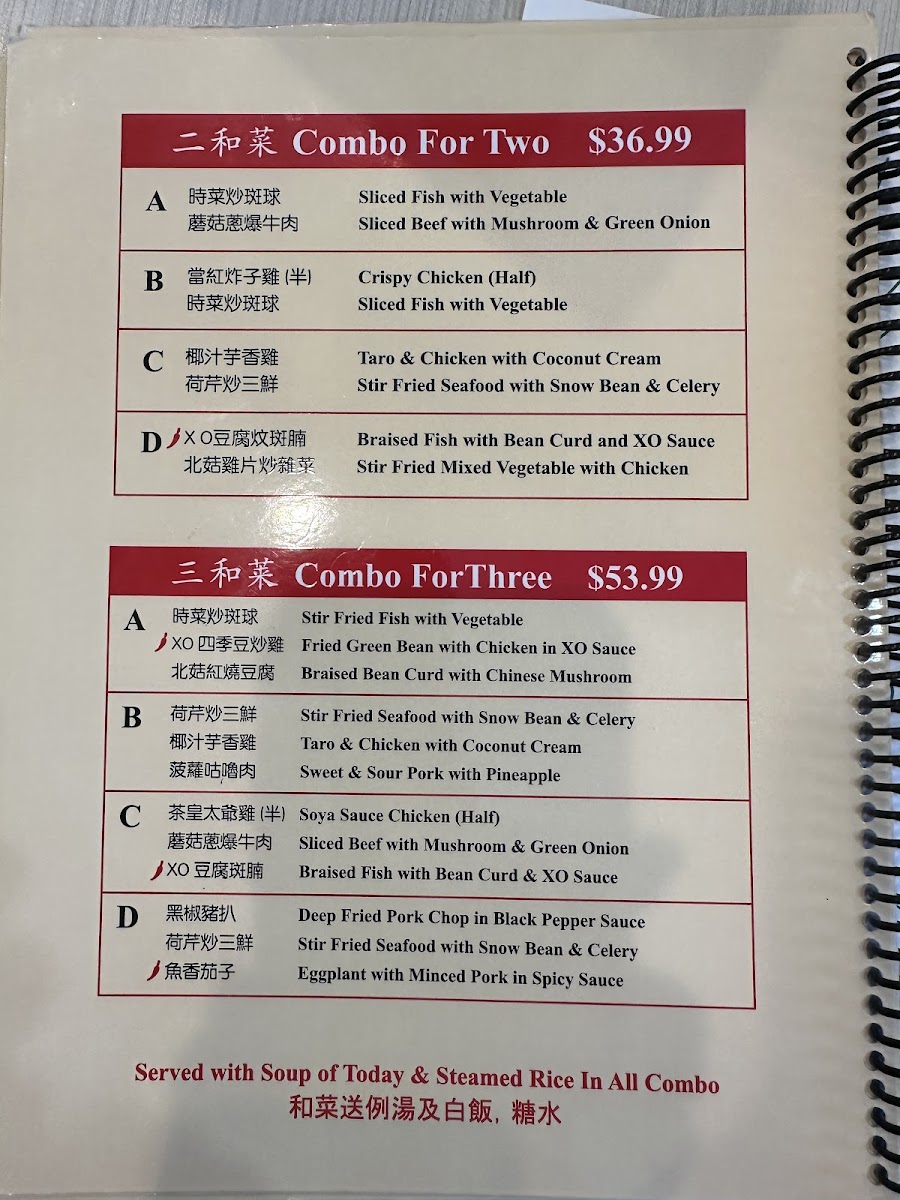 二和菜 Combo For Two $36.99
A 時菜炒斑球 Sliced Fish with Vegetable
蘑菇蔥爆牛肉 Sliced Beef with Mushroom & Green Onion
B 當紅炸子雞 (半) Crispy Chicken (Half)
時菜炒斑球 Sliced Fish with Vegetable
C 椰汁芋香雞 Taro & Chicken with Coconut Cream
荷芹炒三鮮 Stir Fried Seafood with Snow Bean & Celery
D X O豆腐炆斑腩 Braised Fish with Bean Curd and XO Sauce
北菇雞片炒雜菜 Stir Fried Mixed Vegetable with Chicken
三和菜 Combo ForThree $53.99
A 時菜炒斑球 Stir Fried Fish with Vegetable
XO 四季豆炒雞 Fried Green Bean with Chicken in XO Sauce
北菇紅燒豆腐 Braised Bean Curd with Chinese Mushroom
B 荷芹炒三鮮 Stir Fried Seafood with Snow Bean & Celery
椰汁芋香雞 Taro & Chicken with Coconut Cream
菠蘿咕嚕肉 Sweet & Sour Pork with Pineapple
C 茶皇太爺雞 (半) Soya Sauce Chicken (Half)
蘑菇蔥爆牛肉 Sliced Beef with Mushroom & Green Onion
XO 豆腐斑腩 Braised Fish with Bean Curd & XO Sauce
D 黑椒豬扒 Deep Fried Pork Chop in Black Pepper Sauce
荷芹炒三鮮 Stir Fried Seafood with Snow Bean & Celery
魚香茄子 Eggplant with Minced Pork in Spicy Sauce
Served with Soup of Today & Steamed Rice In All Combo
和菜送例湯及白飯, 糖水